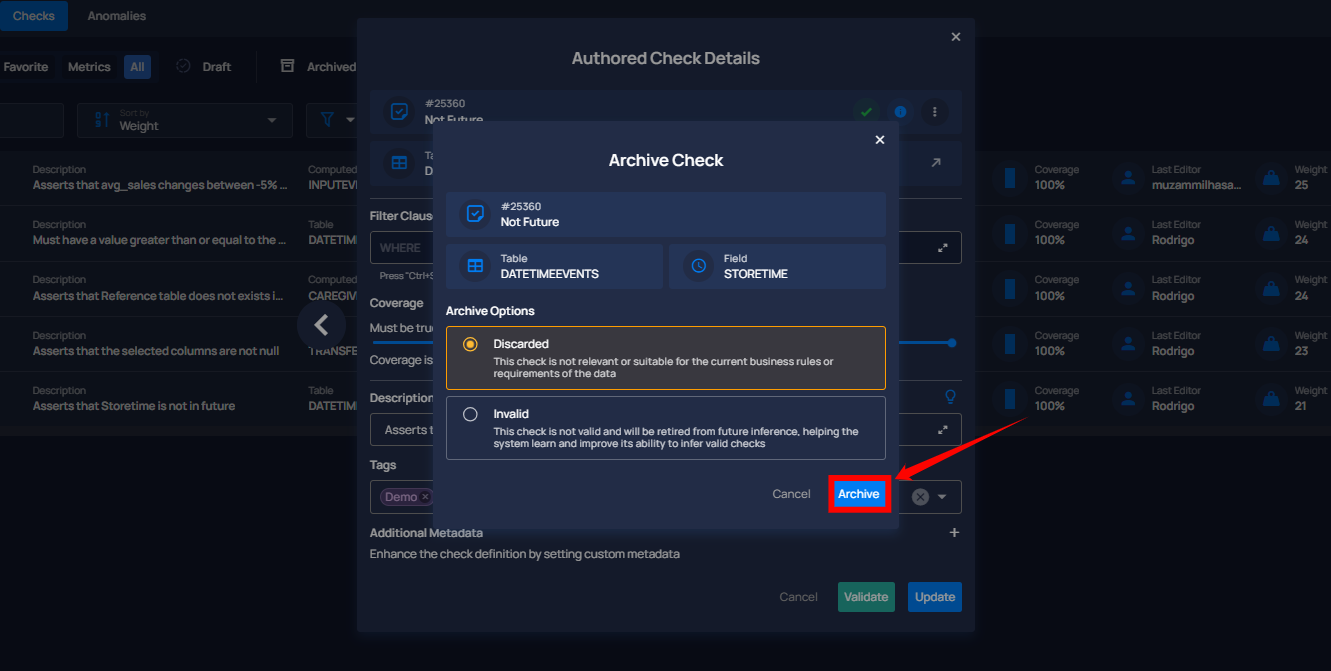 Checks
Anomalies
Favorite
Metrics
All
Draft
Archived
Sort by
Weight
Description
Asserts that avg_sales changes between -5% ...
Computed
INPUTEV
Description
Must have a value greater than or equal to the ...
Table
DATETIM
Description
Asserts that Reference table does not exists i...
Computed
CAREGIV
Description
Asserts that the selected columns are not null
TRANSFE
Description
Asserts that Storetime is not in future
Table
DATETIM
Authored Check Details
#25360
Not Future
Filter Claus
WHERE
Press "Ctrl+S
Coverage
Must be tru
Coverage is
Description
Asserts t
Tags
Demo
Additional Metadata
Enhance the check definition by setting custom metadata
Cancel
Validate
Update
Archive Check
#25360
Not Future
Table
DATETIMEEVENTS
Field
STORETIME
Archive Options
Discarded
This check is not relevant or suitable for the current business rules or
requirements of the data
Invalid
This check is not valid and will be retired from future inference, helping the
system learn and improve its ability to infer valid checks
Cancel
Archive
Coverage
100%
Last Editor
muzammilhasa...
Weight
25
Coverage
100%
Last Editor
Rodrigo
Weight
24
Coverage
100%
Last Editor
Rodrigo
Weight
24
Coverage
100%
Last Editor
Rodrigo
Weight
23
Coverage
100%
Last Editor
Rodrigo
Weight
21